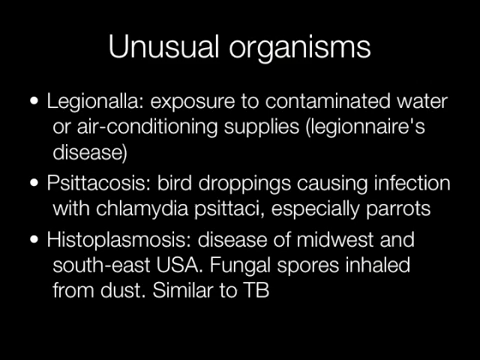 Unusual organisms
• Legionalla: exposure to contaminated water
or air-conditioning supplies (legionnaire's
disease)
• Psittacosis: bird droppings causing infection
with chlamydia psittaci, especially parrots
• Histoplasmosis: disease of midwest and
south-east USA. Fungal spores inhaled
from dust. Similar to TB